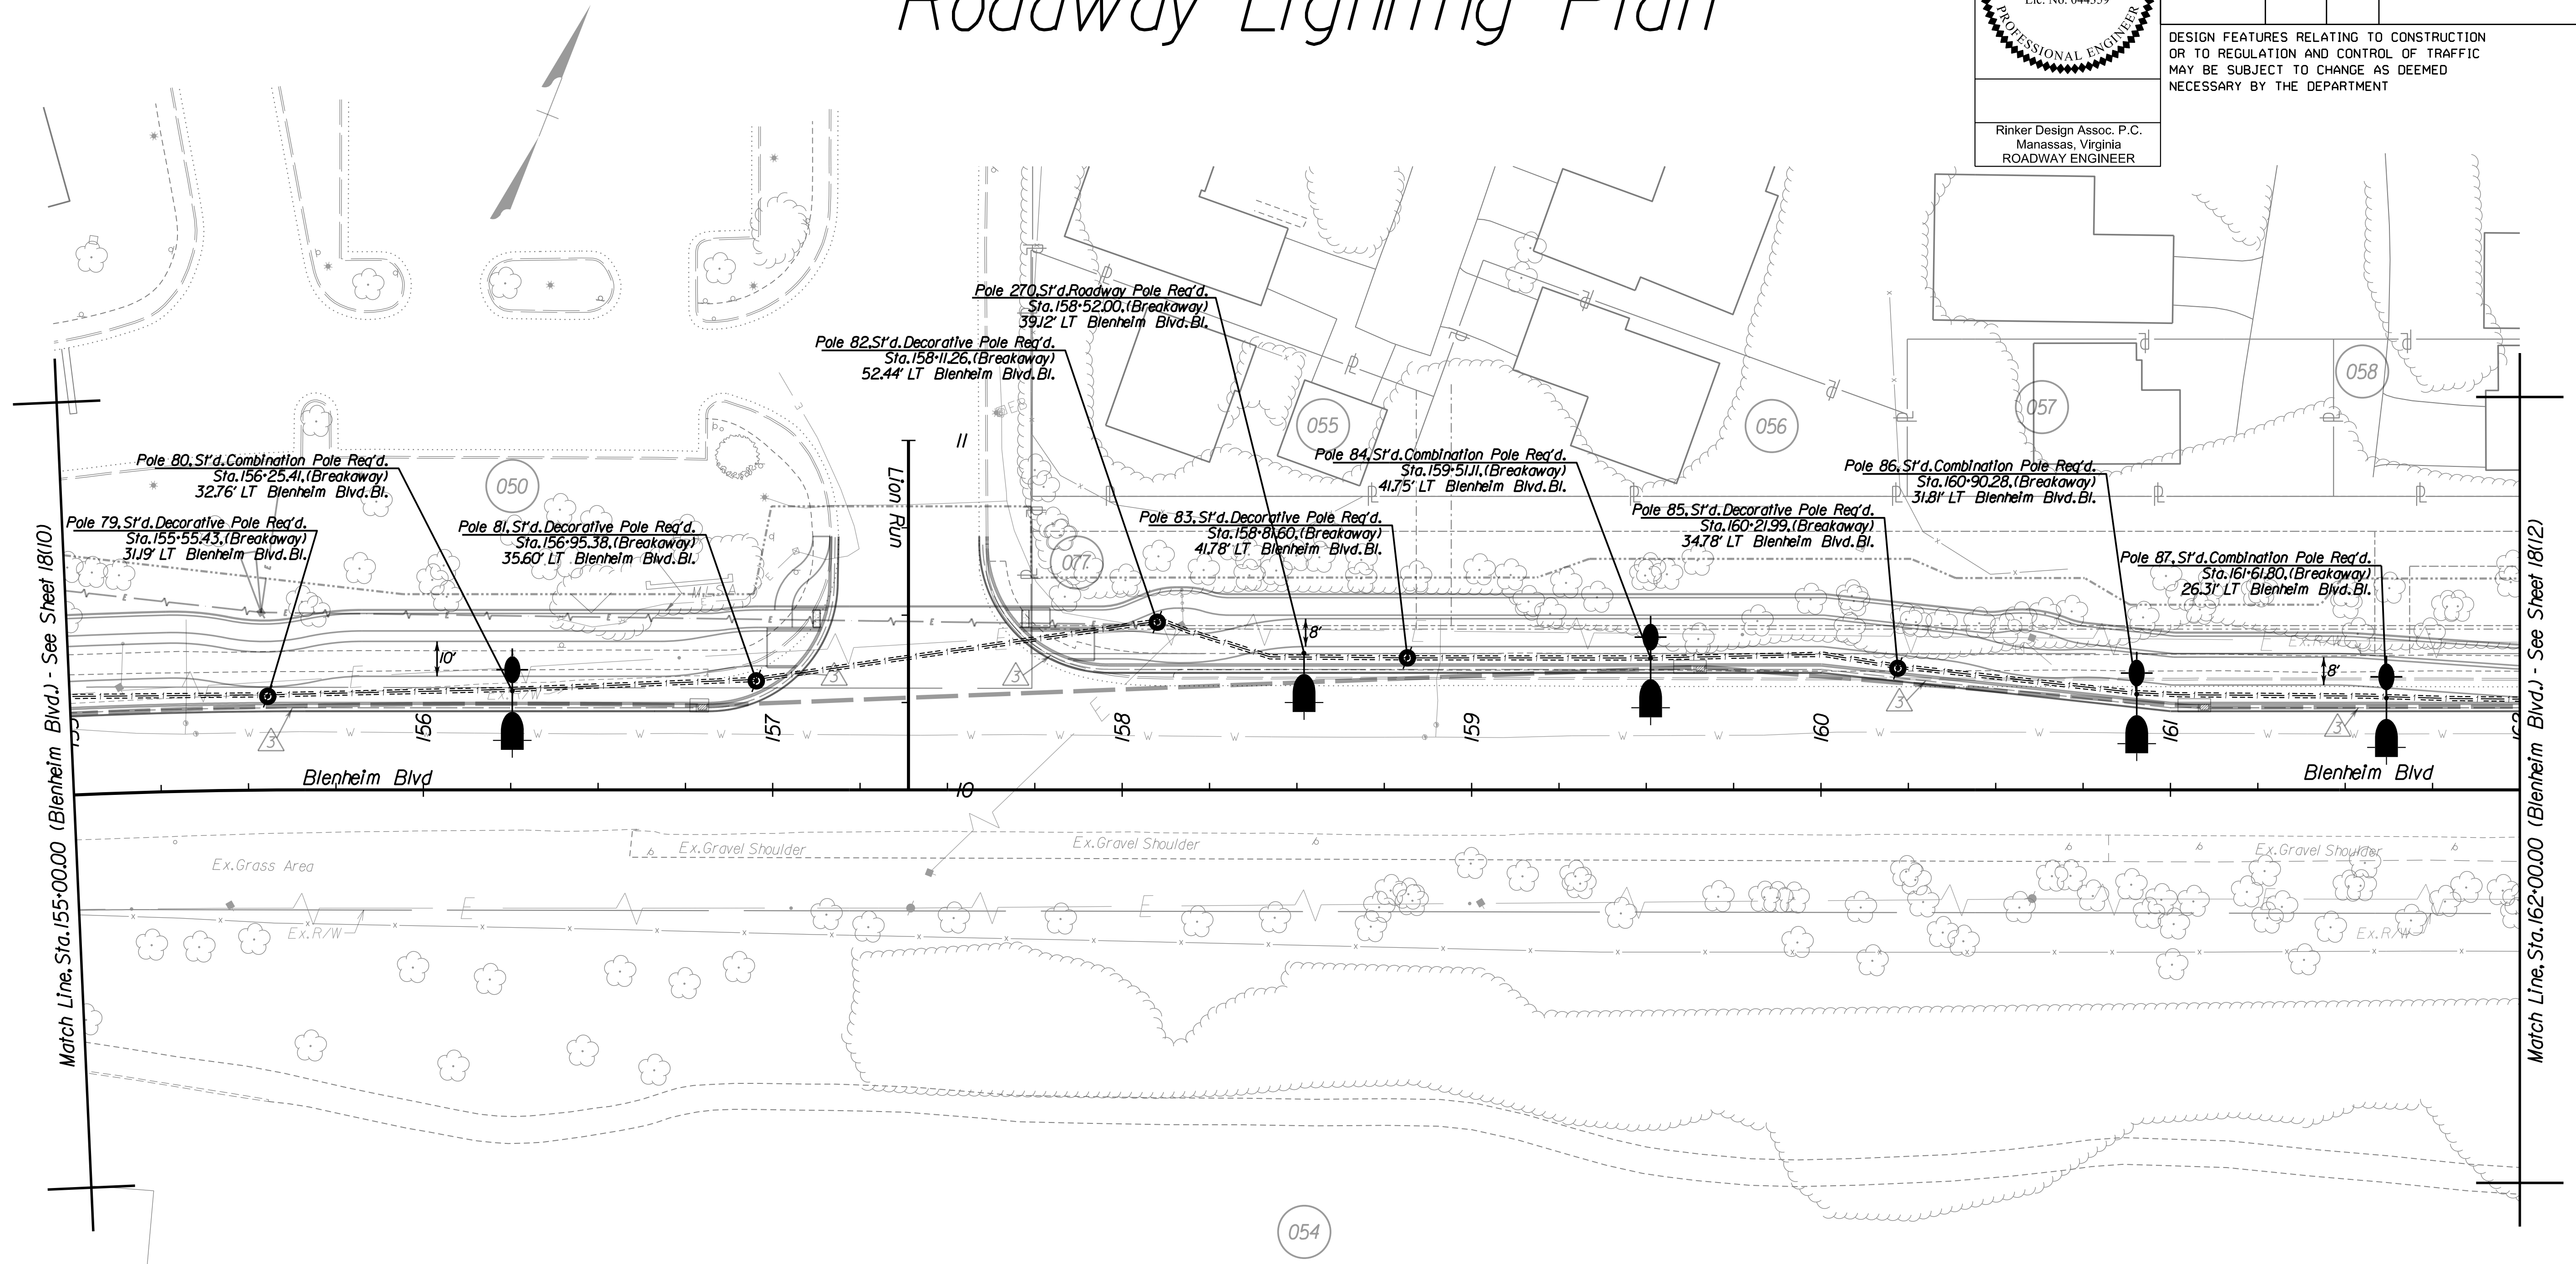 Roadway Lighting Plan
Lic. No. 044559
PROFESSIONAL ENGINEER
DESIGN FEATURES RELATING TO CONSTRUCTION
OR TO REGULATION AND CONTROL OF TRAFFIC
MAY BE SUBJECT TO CHANGE AS DEEMED
NECESSARY BY THE DEPARTMENT
Rinker Design Assoc. P.C.
Manassas, Virginia
ROADWAY ENGINEER
Pole 270, St'd. Roadway Pole Req'd.
Sta. 158+52.00, (Breakaway)
39.12' LT Blenheim Blvd. Bl.
Pole 82, St'd. Decorative Pole Req'd.
Sta. 158+11.26, (Breakaway)
52.44' LT Blenheim Blvd. Bl.
Pole 80, St'd. Combination Pole Req'd.
Sta. 156+25.41, (Breakaway)
32.76' LT Blenheim Blvd. Bl.
Pole 79, St'd. Decorative Pole Req'd.
Sta. 155+55.43, (Breakaway)
31.19' LT Blenheim Blvd. Bl.
Pole 81, St'd. Decorative Pole Req'd.
Sta. 156+95.38, (Breakaway)
35.60' LT Blenheim Blvd. Bl.
Pole 84, St'd. Combination Pole Req'd.
Sta. 159+51.11, (Breakaway)
41.75' LT Blenheim Blvd. Bl.
Pole 83, St'd. Decorative Pole Req'd.
Sta. 158+81.60, (Breakaway)
41.78' LT Blenheim Blvd. Bl.
Pole 86, St'd. Combination Pole Req'd.
Sta. 160+90.28, (Breakaway)
31.81' LT Blenheim Blvd. Bl.
Pole 85, St'd. Decorative Pole Req'd.
Sta. 160+21.99, (Breakaway)
34.78' LT Blenheim Blvd. Bl.
Pole 87, St'd. Combination Pole Req'd.
Sta. 161+61.80, (Breakaway)
26.31' LT Blenheim Blvd. Bl.
050
055
056
057
058
077
11
Lion Run
10
10'
8'
8'
3
3
3
3
3
155
156
157
158
159
160
161
162
Ex.R/W
Blenheim Blvd
Blenheim Blvd
Ex.Grass Area
Ex.Gravel Shoulder
Ex.Gravel Shoulder
Ex.Gravel Shoulder
Ex.R/W
Ex.R/W
054
Match Line, Sta. 155+00.00 (Blenheim Blvd.) - See Sheet 18(10)
Match Line, Sta. 162+00.00 (Blenheim Blvd.) - See Sheet 18(12)